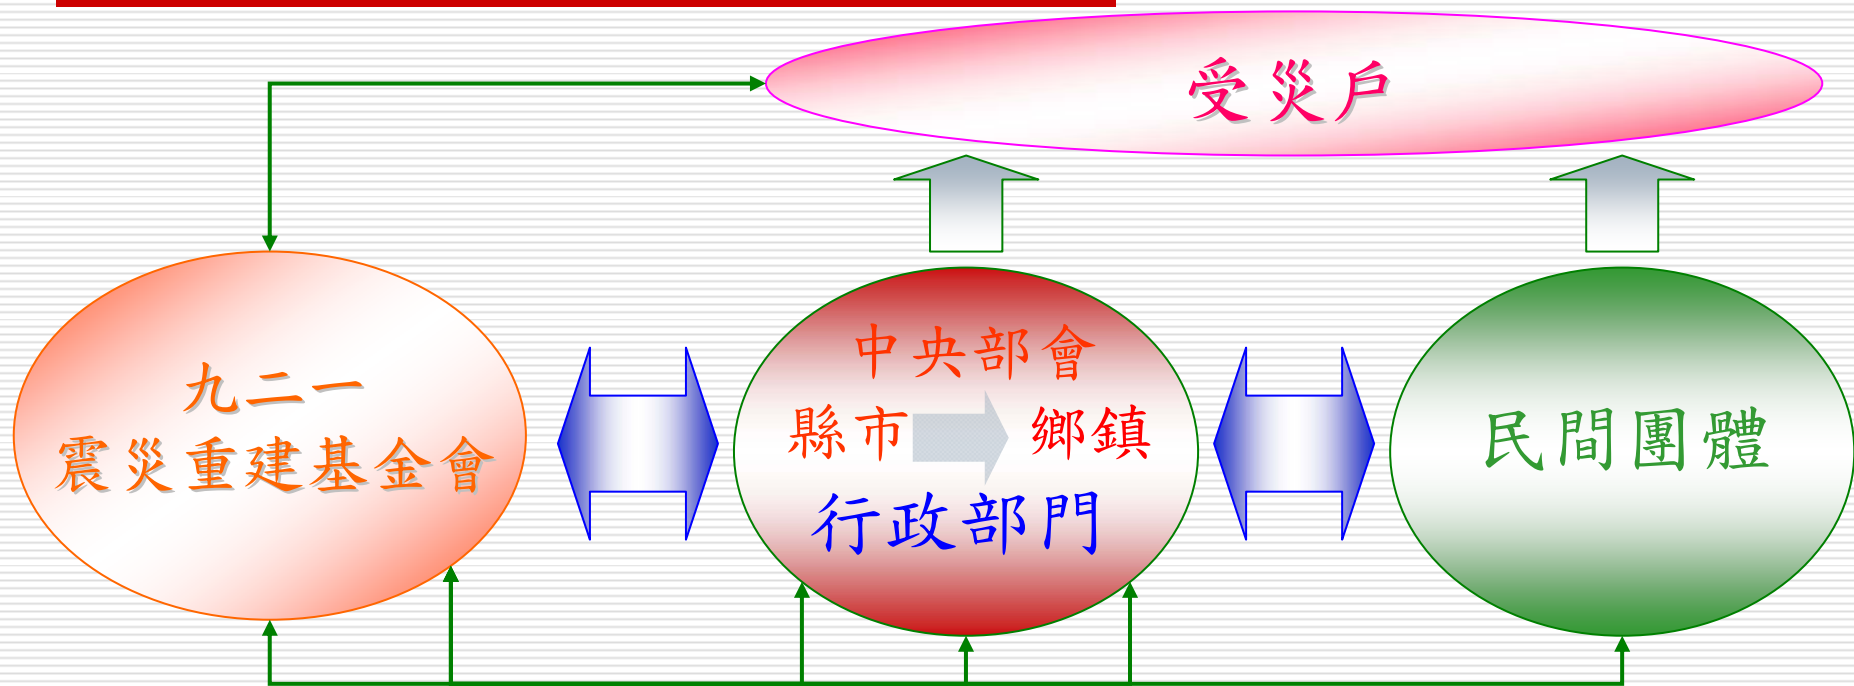 受災戶
九二一
震災重建基金會
中央部會
縣市 鄉鎮
行政部門
民間團體